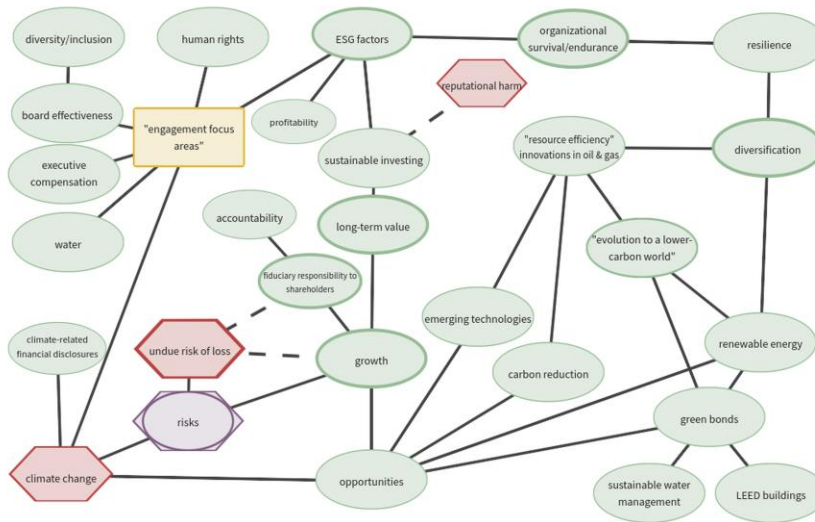 diversity/inclusion
human rights
ESG factors
organizational
survival/endurance
resilience
reputational harm
board effectiveness
"engagement focus
areas"
profitability
sustainable investing
"resource efficiency"
innovations in oil & gas
diversification
executive
compensation
water
accountability
long-term value
"evolution to a lower-
carbon world"
fiduciary responsibility to
shareholders
emerging technologies
climate-related
financial disclosures
undue risk of loss
growth
carbon reduction
renewable energy
risks
green bonds
climate change
opportunities
sustainable water
management
LEED buildings